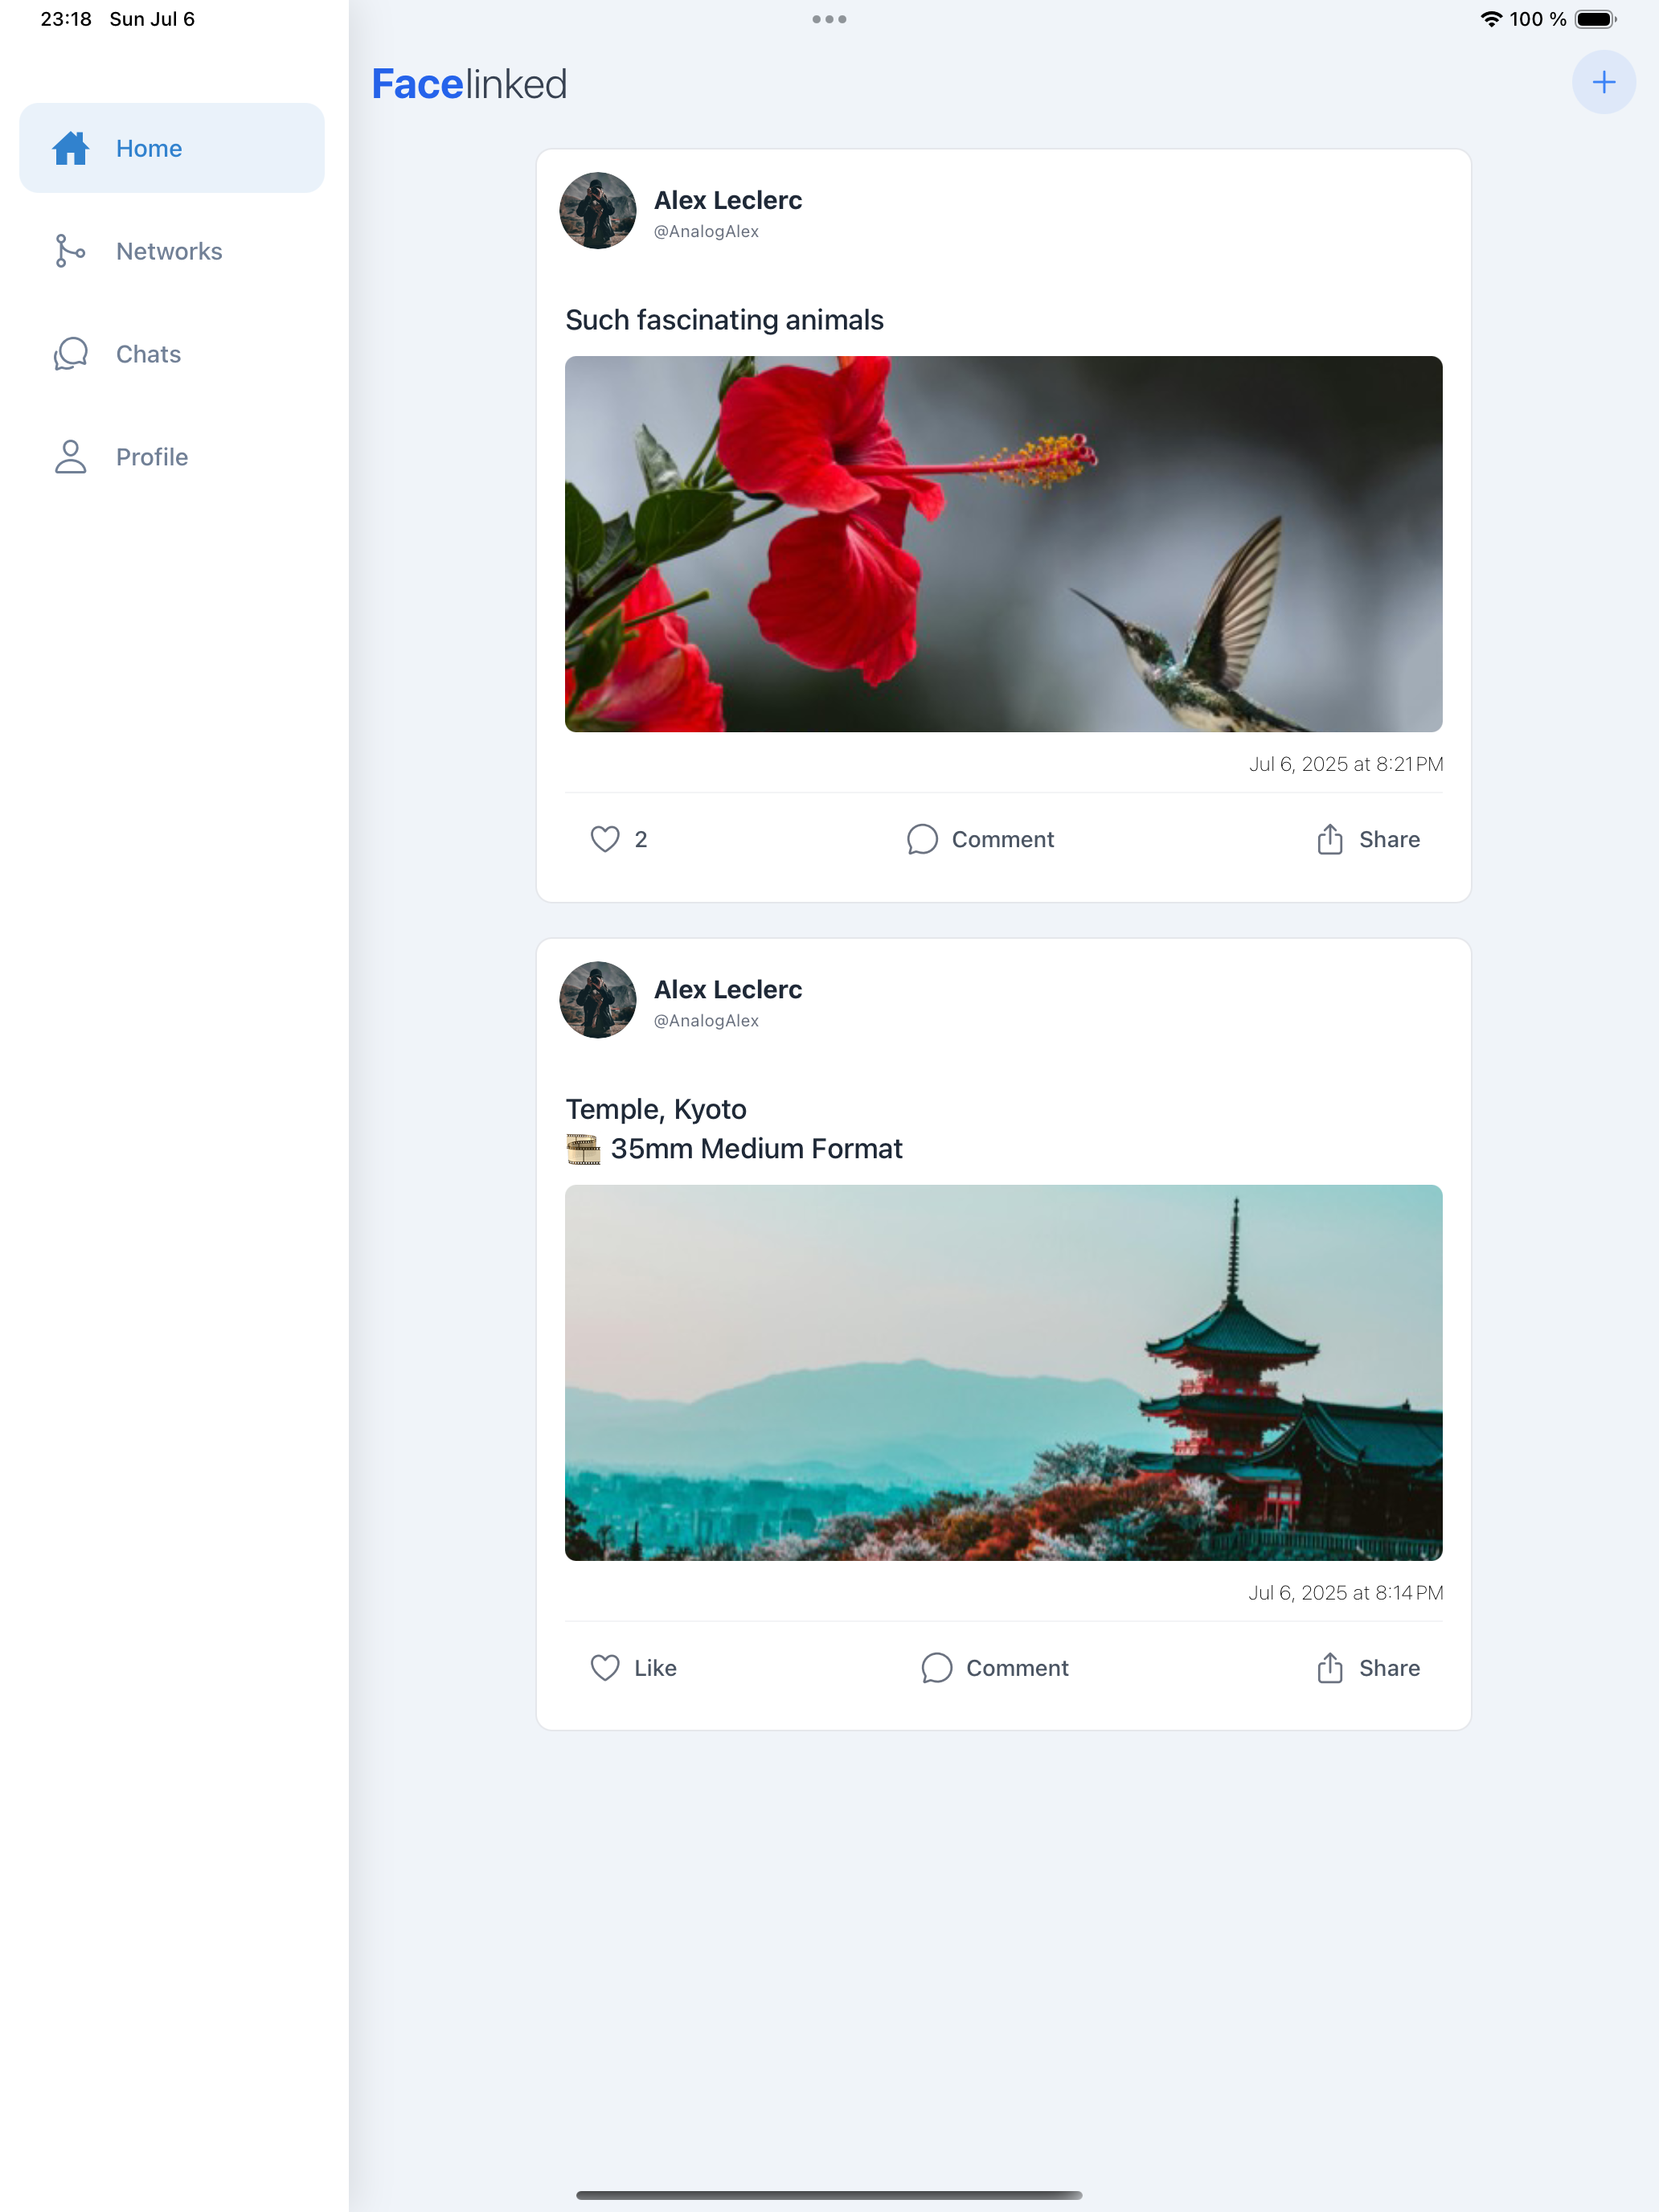 23:18 Sun Jul 6
100 %
Facelinked
Home
Networks
Chats
Profile
Alex Leclerc
@AnalogAlex
Such fascinating animals
Jul 6, 2025 at 8:21 PM
2 Comment Share
Alex Leclerc
@AnalogAlex
Temple, Kyoto
🎞️ 35mm Medium Format
Jul 6, 2025 at 8:14 PM
Like Comment Share